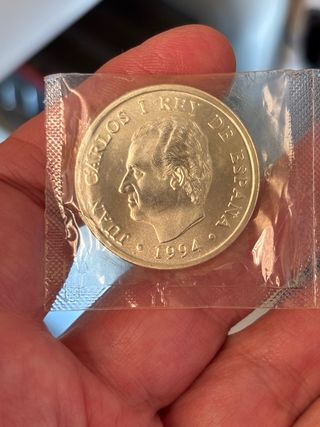 JUAN CARLOS I REY DE ESPAÑA
• 1994 •